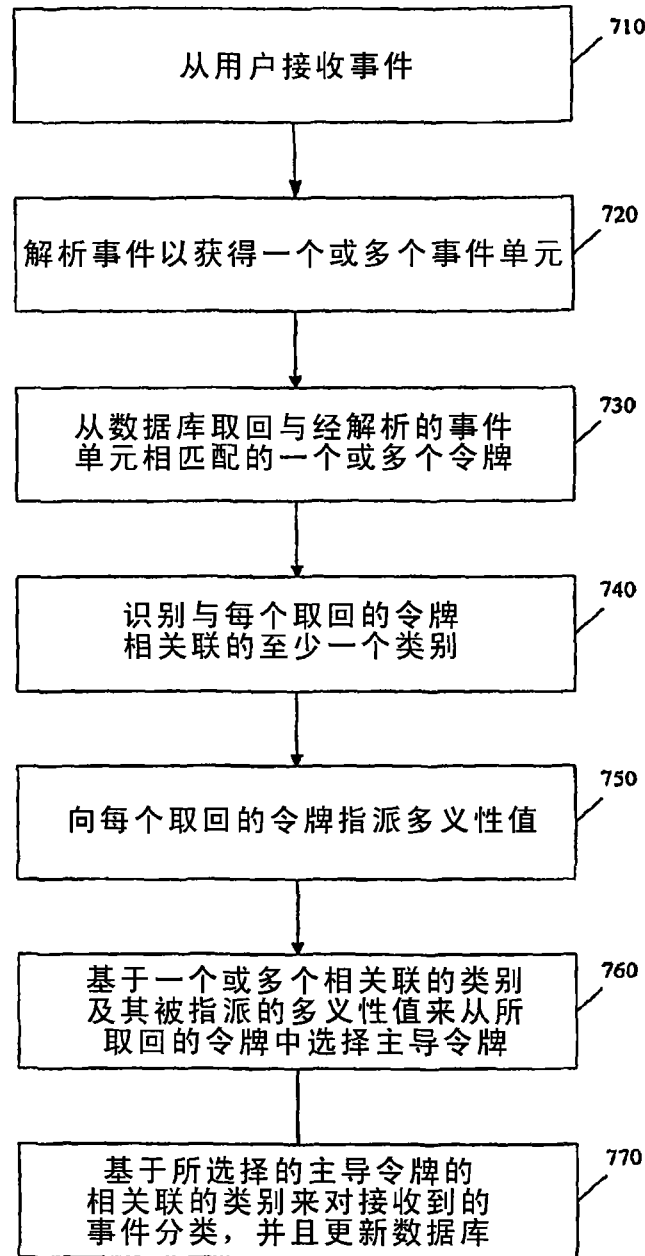 710
从用户接收事件
720
解析事件以获得一个或多个事件单元
730
从数据库取回与经解析的事件
单元相匹配的一个或多个令牌
740
识别与每个取回的令牌
相关联的至少一个类别
750
向每个取回的令牌指派多义性值
760
基于一个或多个相关联的类别
及其被指派的多义性值来从所
取回的令牌中选择主导令牌
770
基于所选择的主导令牌的
相关联的类别来对接收到的
事件分类，并且更新数据库